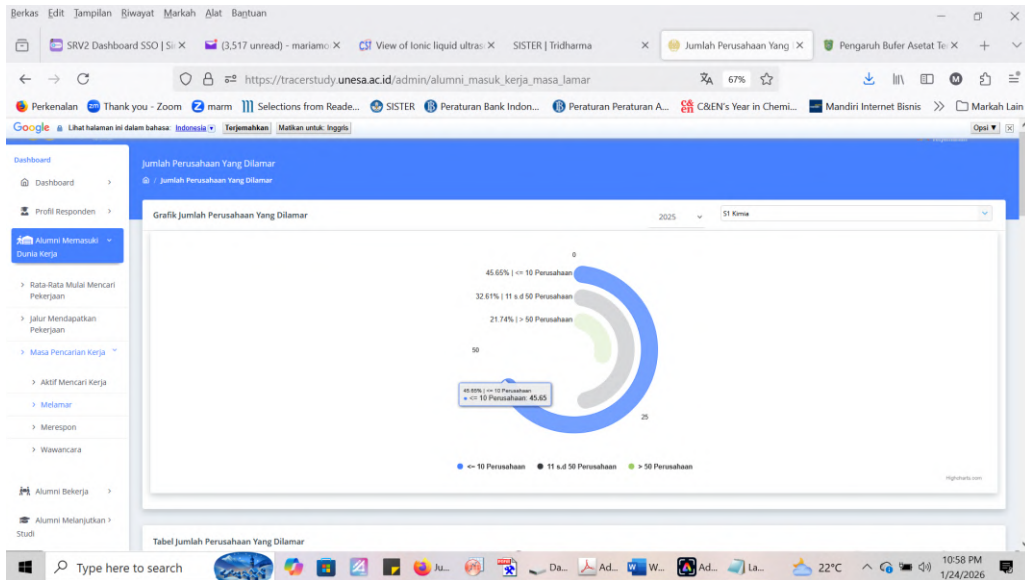 Berkas Edit Tampilan Riwayat Markah Alat Bantuan
SRV2 Dashboard SSO | Si
(3,517 unread) - mariamo
CST View of Ionic liquid ultras
SISTER | Tridharma
Jumlah Perusahaan Yang
Pengaruh Bufer Asetat Te
https://tracerstudy.unesa.ac.id/admin/alumni_masuk_kerja_masa_lamar
67%
Perkenalan
Thank you - Zoom
marm
Selections from Reade...
SISTER
Peraturan Bank Indon...
Peraturan Peraturan A...
C&EN's Year in Chemi...
Mandiri Internet Bisnis
Markah Lain
Google Lihat halaman ini dalam bahasa: Indonesia Terjemahkan Matikan untuk: Inggris Opsi ▼
Dashboard
Dashboard
Profil Responden
Alumni Memasuki
Dunia Kerja
Rata-Rata Mulai Mencari
Pekerjaan
Jalur Mendapatkan
Pekerjaan
Masa Pencarian Kerja
Aktif Mencari Kerja
Melamar
Merespon
Wawancara
Alumni Bekerja
Alumni Melanjutkan
Studi
Jumlah Perusahaan Yang Dilamar
/ Jumlah Perusahaan Yang Dilamar
Grafik Jumlah Perusahaan Yang Dilamar
2025
S1 Kimia
0
45.65% | <= 10 Perusahaan
32.61% | 11 s.d 50 Perusahaan
21.74% | > 50 Perusahaan
50
45.65% | <= 10 Perusahaan
<= 10 Perusahaan: 45.65
25
<= 10 Perusahaan
11 s.d 50 Perusahaan
> 50 Perusahaan
Highcharts.com
Tabel Jumlah Perusahaan Yang Dilamar
Type here to search
Ju...
Da...
Ad...
W...
Ad...
La...
22°C
10:58 PM
1/24/2026